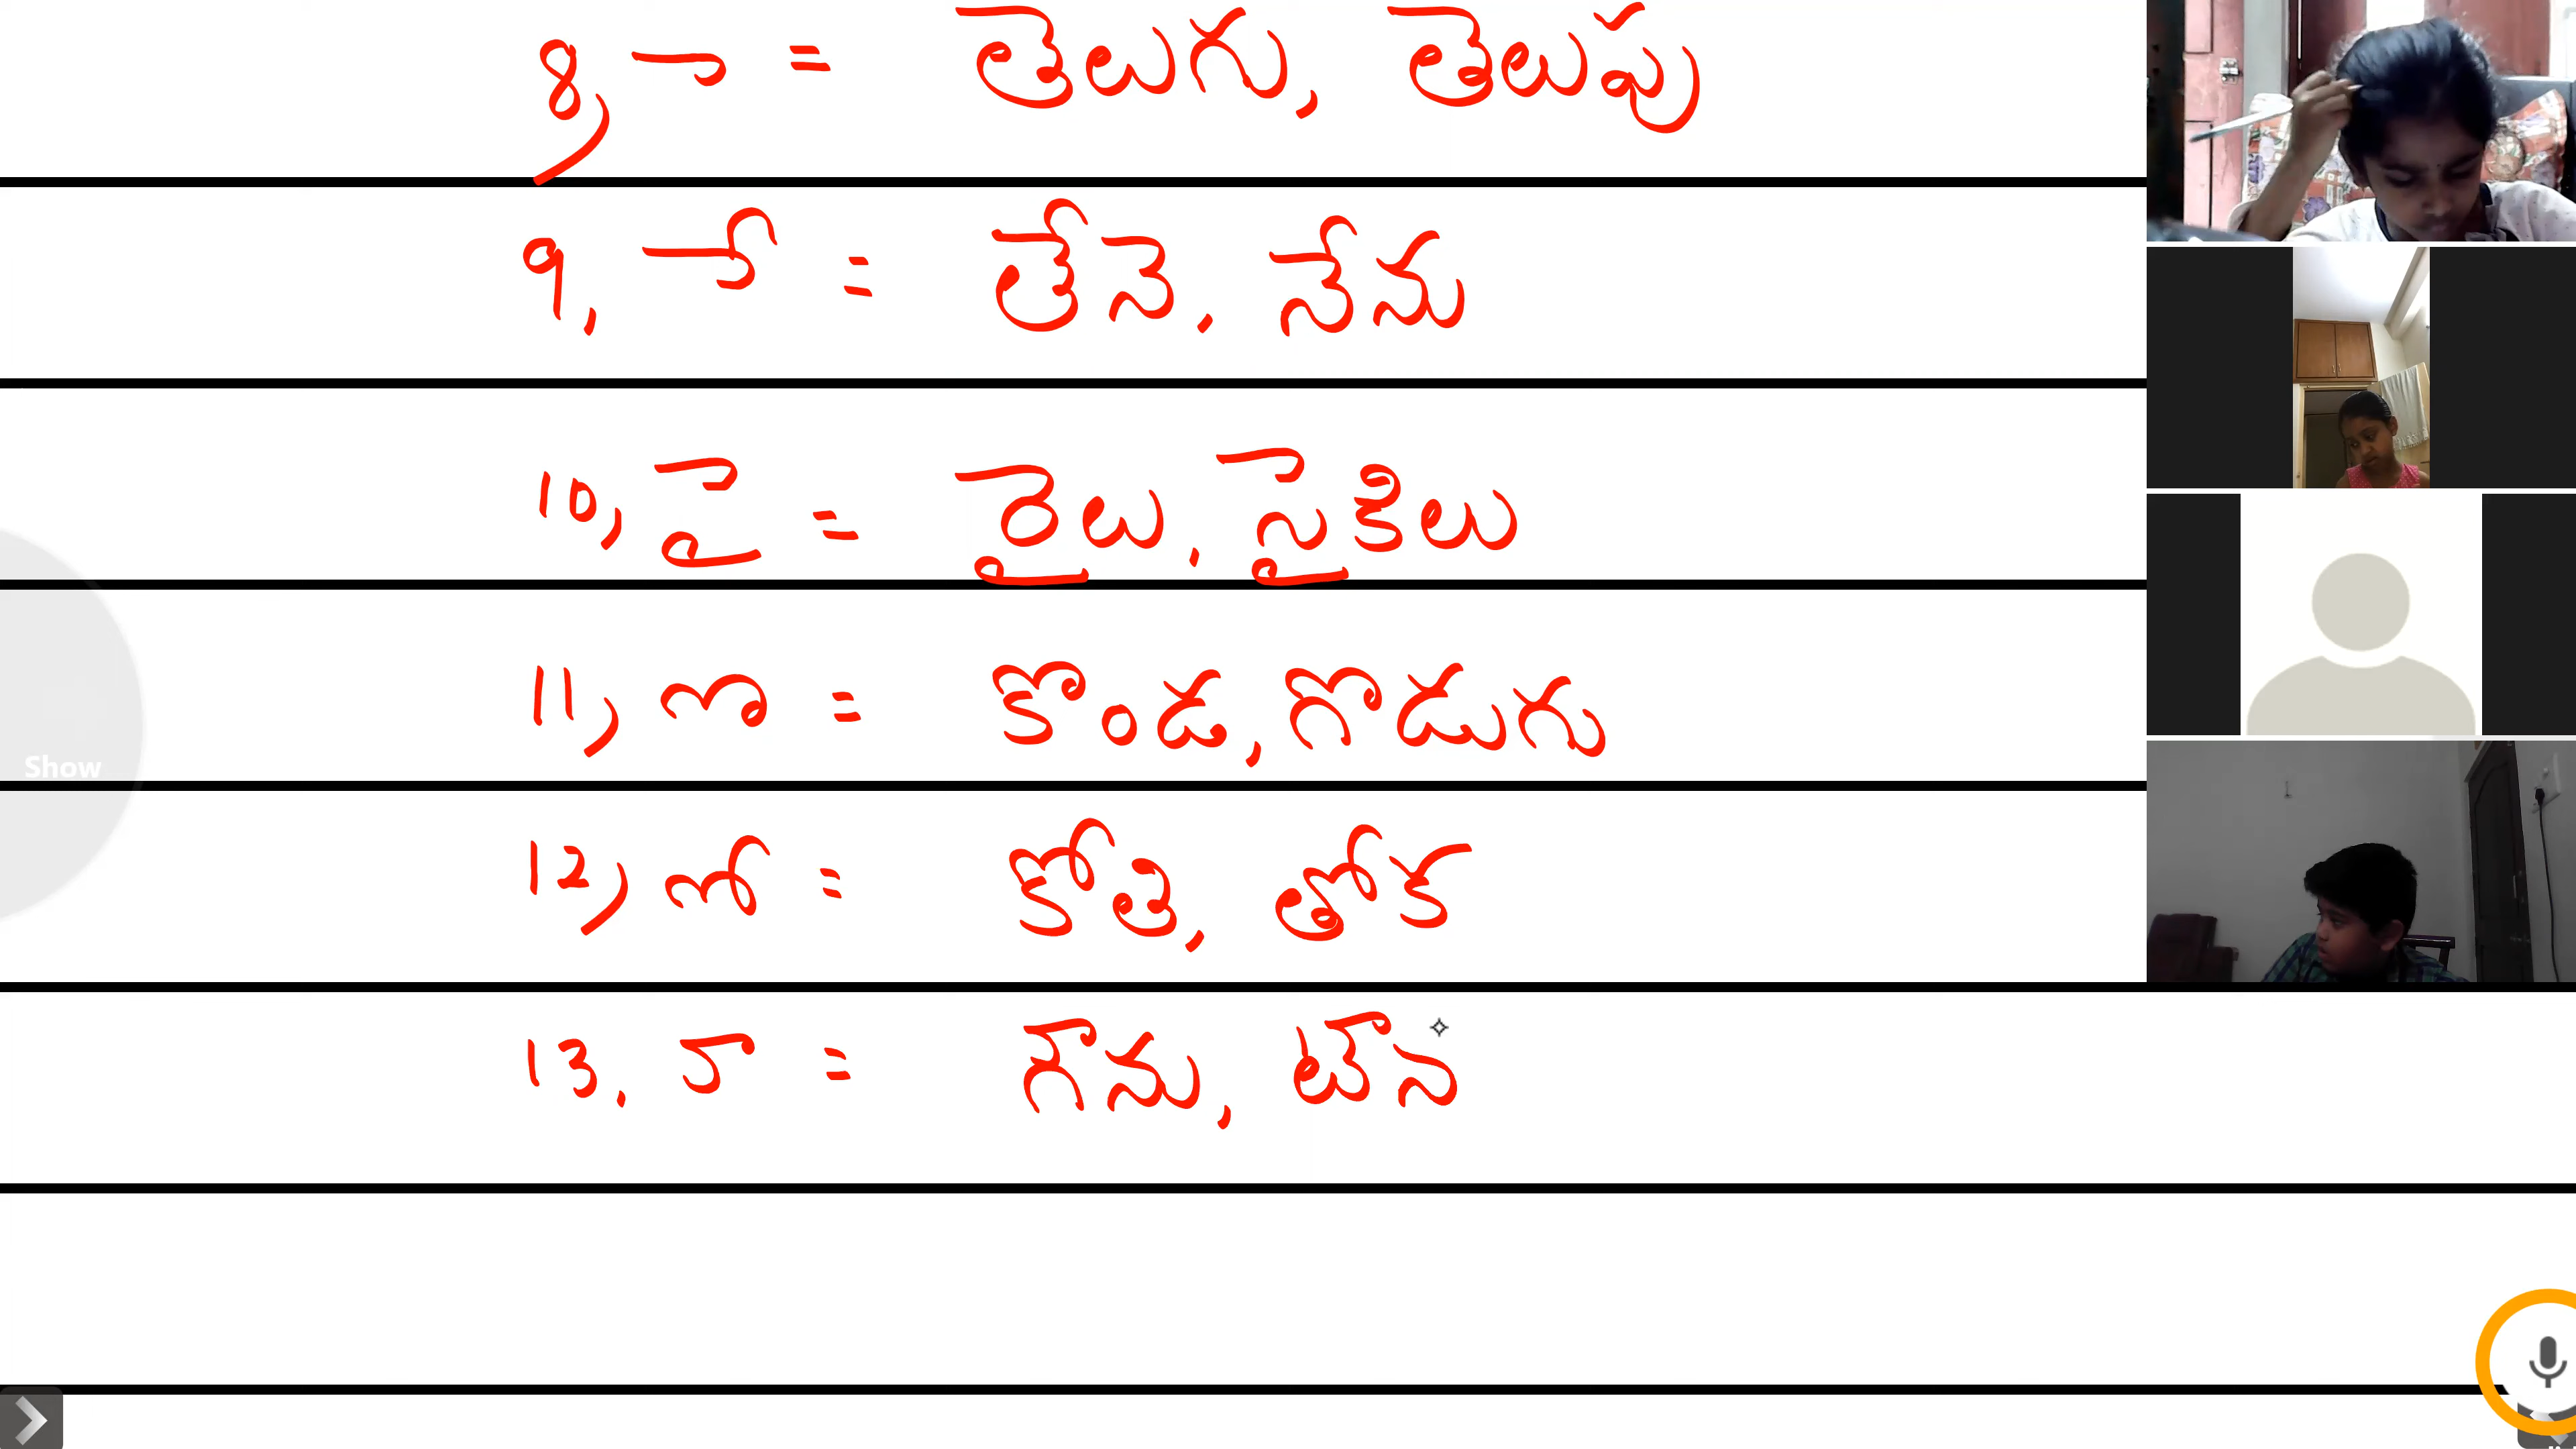 8, ె = తెలుగు, తెలుపు
9, ే = తేనె, నేను
10, ై = రైలు, సైకిలు
11, ొ = కొండ, గొడుగు
Show
12, ో = కోతి, తోక
13. ౌ = గౌను, టౌన